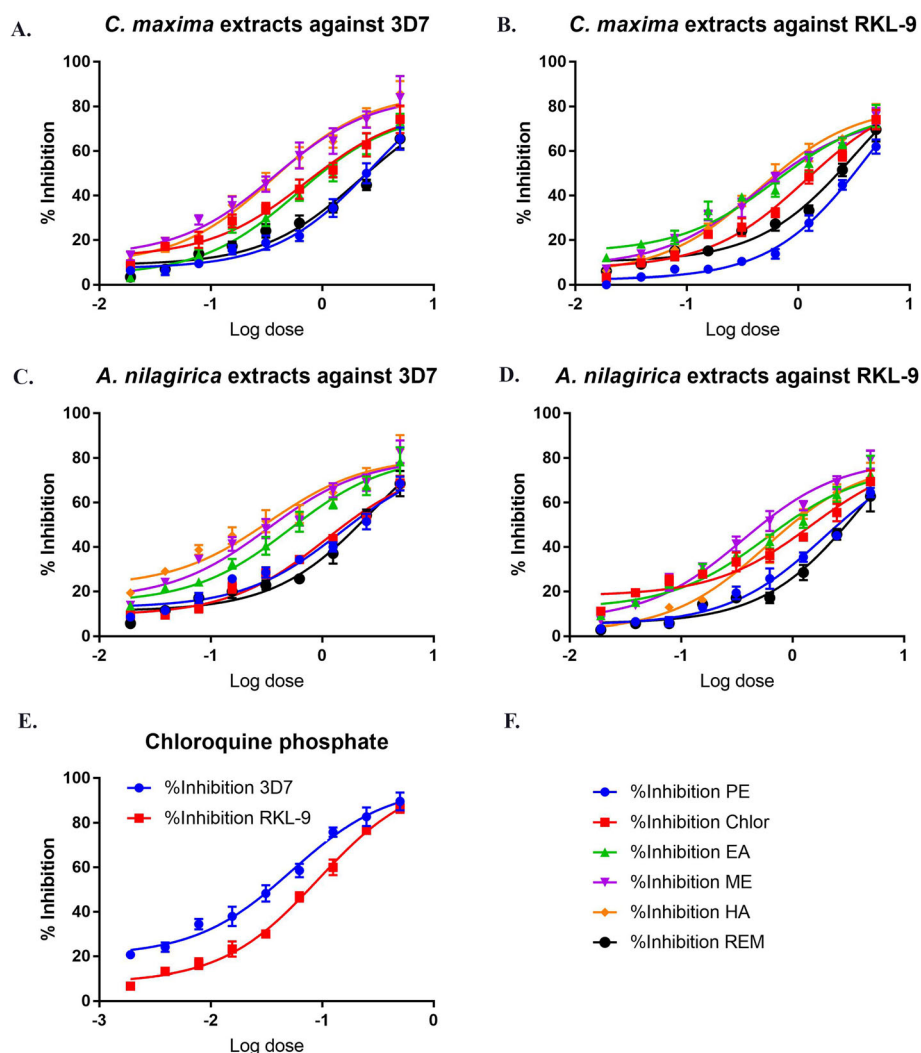 A. C. maxima extracts against 3D7
100
80
60
40
20
0
% Inhibition
-2 -1 0 1
Log dose
B. C. maxima extracts against RKL-9
100
80
60
40
20
0
% Inhibition
-2 -1 0 1
Log dose
C. A. nilagirica extracts against 3D7
100
80
60
40
20
0
% Inhibition
-2 -1 0 1
Log dose
D. A. nilagirica extracts against RKL-9
100
80
60
40
20
0
% Inhibition
-2 -1 0 1
Log dose
E. Chloroquine phosphate
%Inhibition 3D7
%Inhibition RKL-9
100
80
60
40
20
0
% Inhibition
-3 -2 -1 0
Log dose
F.
%Inhibition PE
%Inhibition Chlor
%Inhibition EA
%Inhibition ME
%Inhibition HA
%Inhibition REM